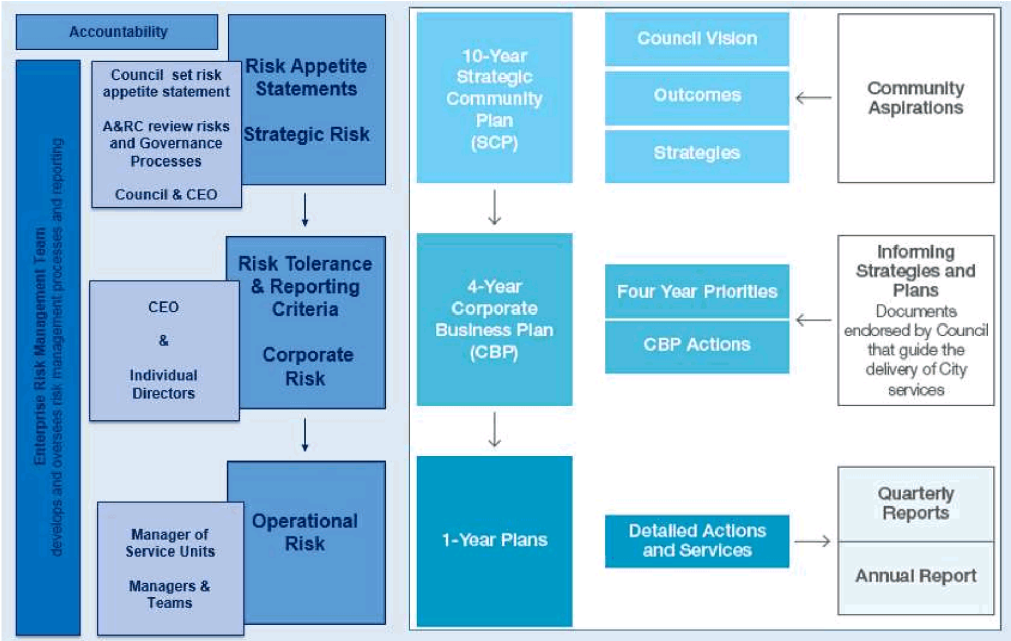 Accountability
Enterprise Risk Management Team
develops and oversees risk management processes and reporting
Council set risk
appetite statement
A&RC review risks
and Governance
Processes
Council & CEO
Risk Appetite
Statements
Strategic Risk
CEO
&
Individual
Directors
Risk Tolerance
& Reporting
Criteria
Corporate
Risk
Manager of
Service Units
Managers &
Teams
Operational
Risk
10-Year
Strategic
Community
Plan
(SCP)
Council Vision
Outcomes
Strategies
Community
Aspirations
4-Year
Corporate
Business Plan
(CBP)
Four Year Priorities
CBP Actions
Informing
Strategies and
Plans
Documents
endorsed by Council
that guide the
delivery of City
services
1-Year Plans
Detailed Actions
and Services
Quarterly
Reports
Annual Report